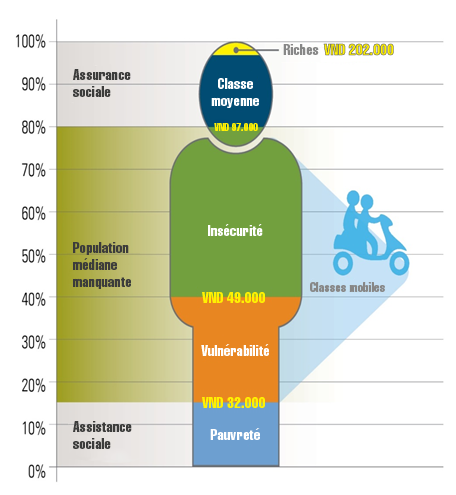 100%
Riches VND 202.000
90%
Assurance
sociale
Classe
moyenne
80%
VND 87.000
70%
60%
Insécurité
Population
médiane
manquante
50%
Classes mobiles
40%
VND 49.000
30%
Vulnérabilité
20%
VND 32.000
10%
Assistance
sociale
Pauvreté
0%